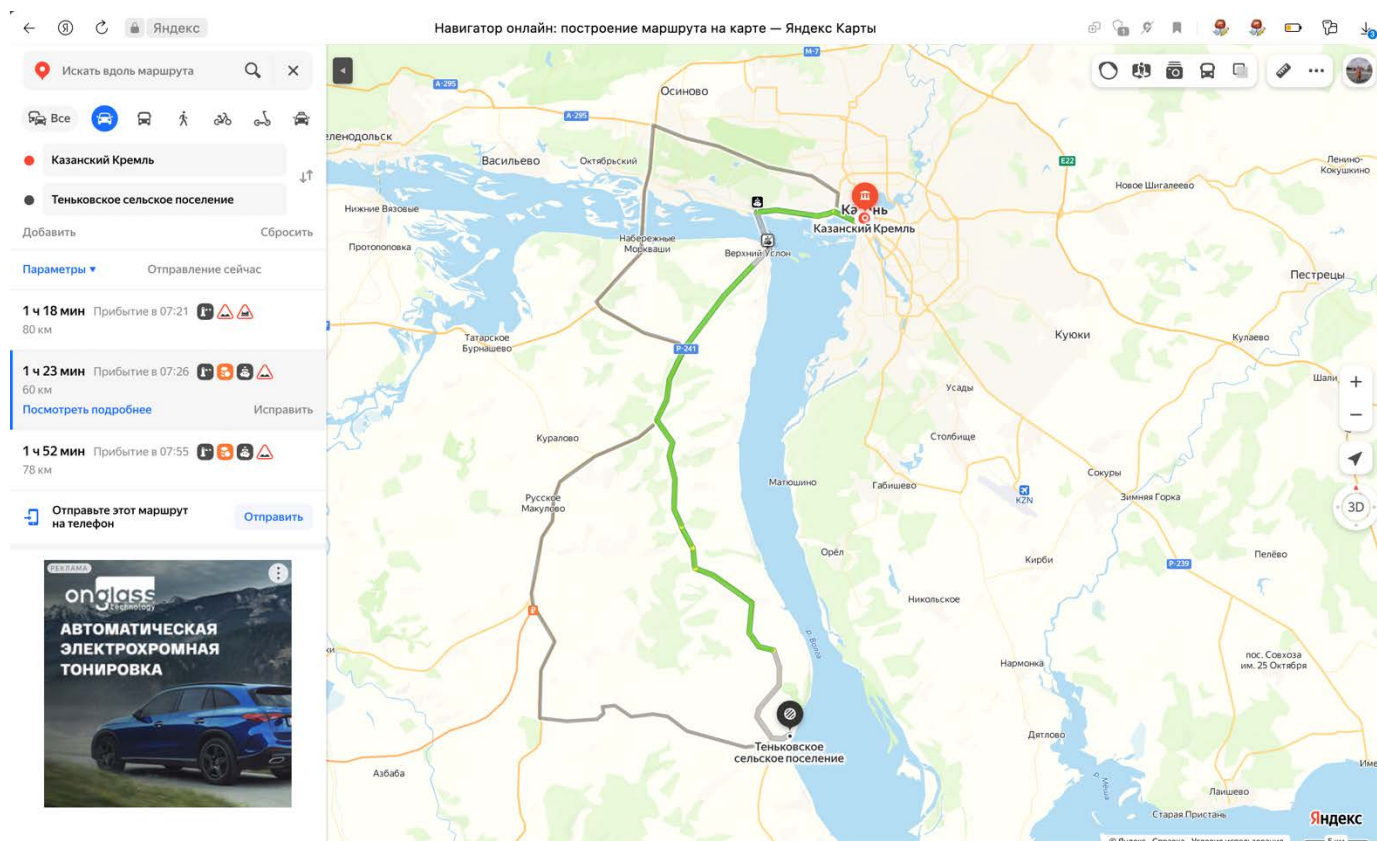 Яндекс
Навигатор онлайн: построение маршрута на карте — Яндекс Карты
Искать вдоль маршрута
Все
Казанский Кремль
Теньковское сельское поселение
Добавить
Сбросить
Параметры
Отправление сейчас
1 ч 18 мин Прибытие в 07:21
80 км
1 ч 23 мин Прибытие в 07:26
60 км
Посмотреть подробнее
Исправить
1 ч 52 мин Прибытие в 07:55
78 км
Отправьте этот маршрут
на телефон
Отправить
РЕКЛАМА
onglass
technology
АВТОМАТИЧЕСКАЯ
ЭЛЕКТРОХРОМНАЯ
ТОНИРОВКА
М-7
А-295
Осиново
А-295
еленодольск
Васильево
Октябрьский
E22
Ленино-
Кокушкино
Новое Шигалеево
Нижние Вязовые
Казанский Кремль
Набережные
Моркваши
Протопоповка
Верхний Услон
Пестрецы
Татарское
Бурнашево
Р-241
Куюки
Кулаево
Шали
Усады
Куралово
Столбище
Матюшино
Габишево
Сокуры
KZN
Зимняя Горка
3D
Русское
Макулово
Орёл
Кирби
Пелёво
Р-239
Никольское
р. Волга
Нармонка
пос. Совхоза
им. 25 Октября
Теньковское
сельское поселение
Дятлово
Азбаба
р. Мёша
Име
Лаишево
Старая Пристань
Яндекс